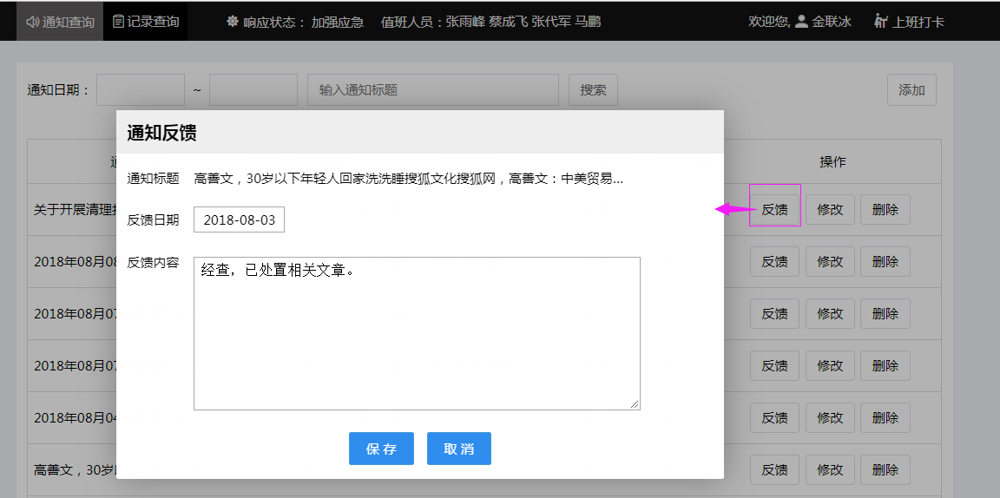 通知查询 记录查询 响应状态： 加强应急 值班人员：张雨峰 蔡成飞 张代军 马鹏 欢迎您, 金联冰 上班打卡
通知日期： ~ 输入通知标题 搜索 添加
通知反馈
操作
通知标题 高善文，30岁以下年轻人回家洗洗睡搜狐文化搜狐网，高善文：中美贸易...
关于开展清理 反馈 修改 删除
反馈日期 2018-08-03
2018年08月08 反馈 修改 删除
反馈内容 经查，已处置相关文章。
2018年08月07 反馈 修改 删除
2018年08月07 反馈 修改 删除
2018年08月04 反馈 修改 删除
保 存 取 消
高善文，30岁 反馈 修改 删除